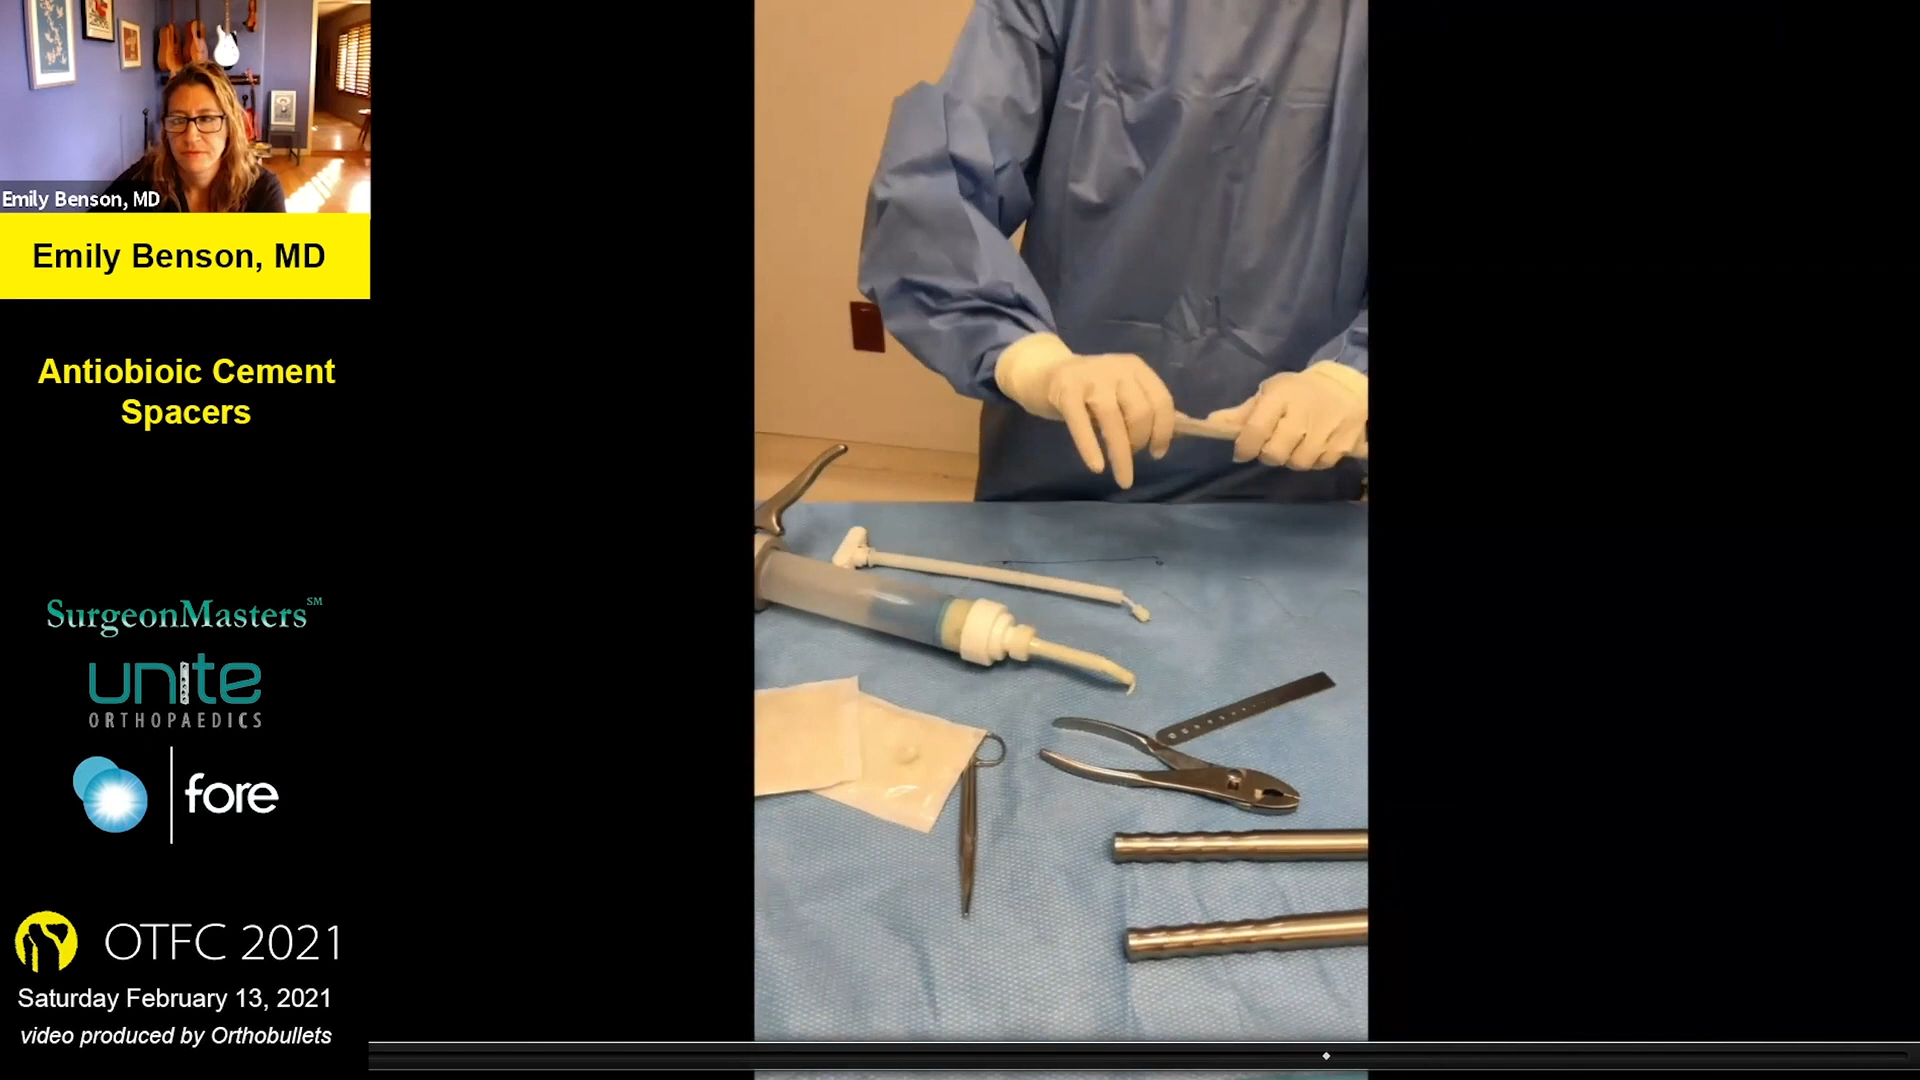 Emily Benson, MD
Emily Benson, MD
Antiobioic Cement
Spacers
SurgeonMasters℠
unite
ORTHOPAEDICS
fore
OTFC 2021
Saturday February 13, 2021
video produced by Orthobullets